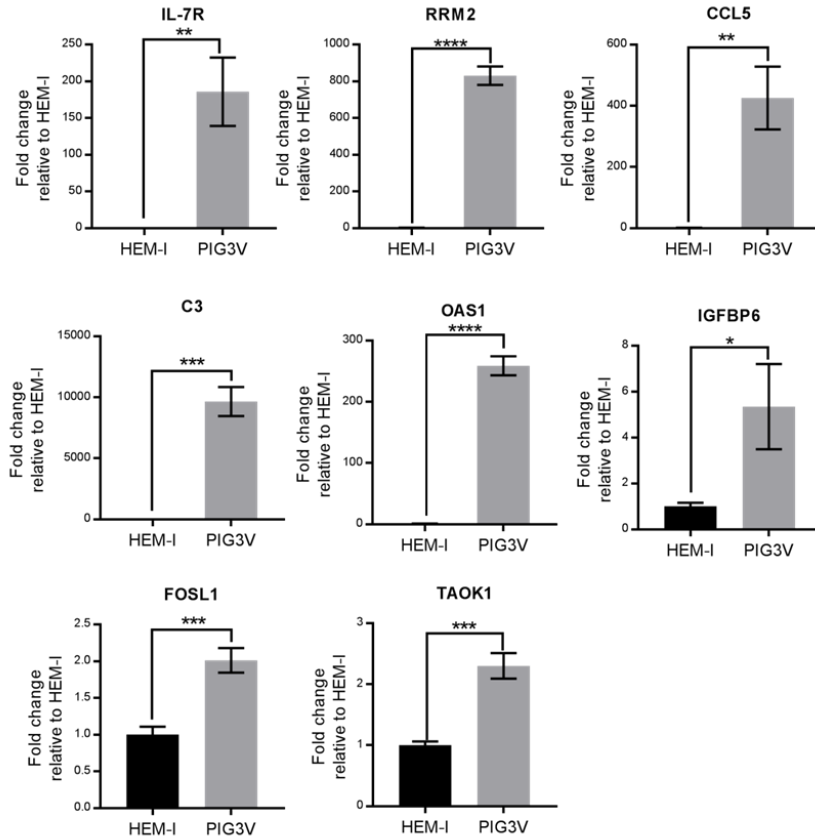 IL-7R
**
Fold change
relative to HEM-I
250
200
150
100
50
0
HEM-I PIG3V
RRM2
****
Fold change
relative to HEM-I
1000
800
600
400
200
0
HEM-I PIG3V
CCL5
**
Fold change
relative to HEM-I
600
400
200
0
HEM-I PIG3V
C3
***
Fold change
relative to HEM-I
15000
10000
5000
0
HEM-I PIG3V
OAS1
****
Fold change
relative to HEM-I
300
200
100
0
HEM-I PIG3V
IGFBP6
*
Fold change
relative to HEM-I
8
6
4
2
0
HEM-I PIG3V
FOSL1
***
Fold change
relative to HEM-I
2.5
2.0
1.5
1.0
0.5
0.0
HEM-I PIG3V
TAOK1
***
Fold change
relative to HEM-I
3
2
1
0
HEM-I PIG3V